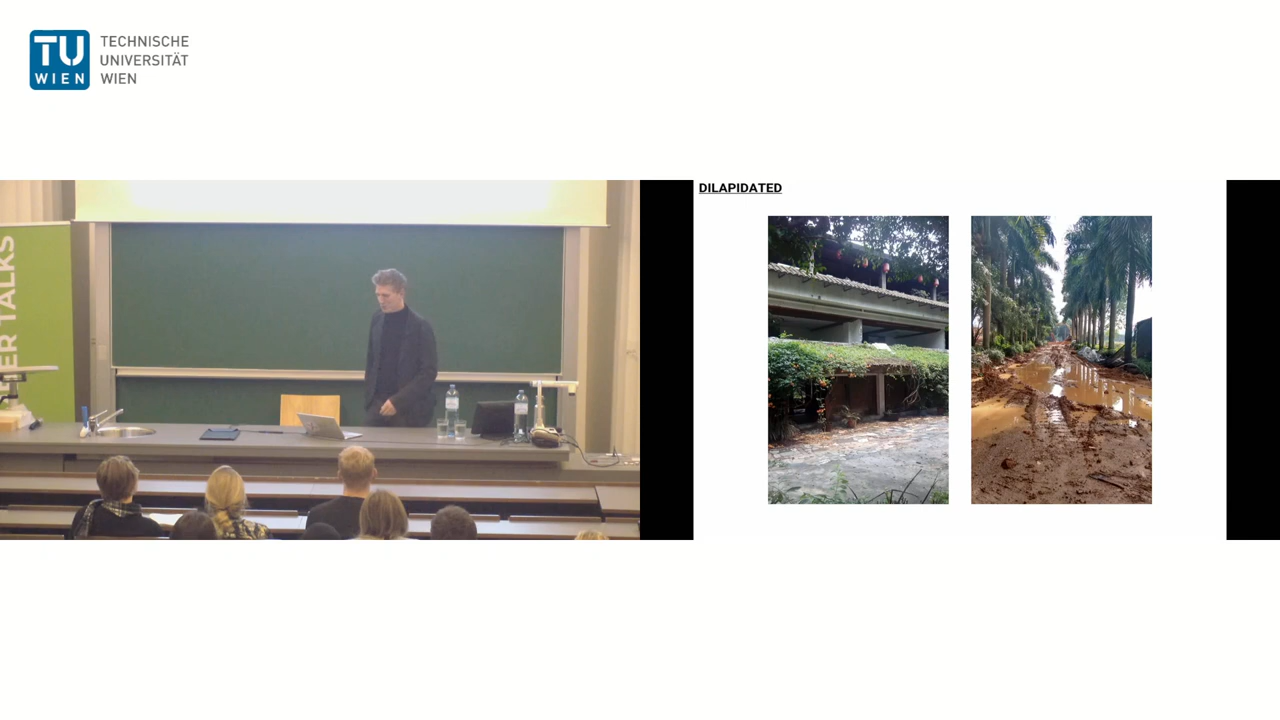 TU
WIEN
TECHNISCHE
UNIVERSITÄT
WIEN
DILAPIDATED
ER TALKS